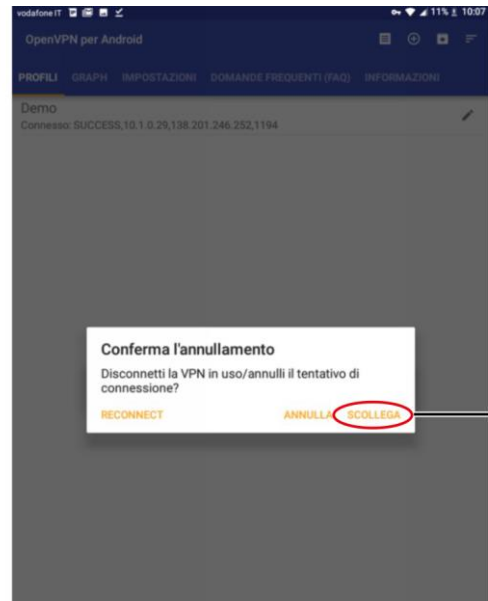 vodafone IT 11% 10:07
OpenVPN per Android
PROFILI GRAPH IMPOSTAZIONI DOMANDE FREQUENTI (FAQ) INFORMAZIONI
Demo
Connesso: SUCCESS,10.1.0.29,138.201.246.252,1194
Conferma l'annullamento
Disconnetti la VPN in uso/annulli il tentativo di
connessione?
RECONNECT ANNULLA SCOLLEGA